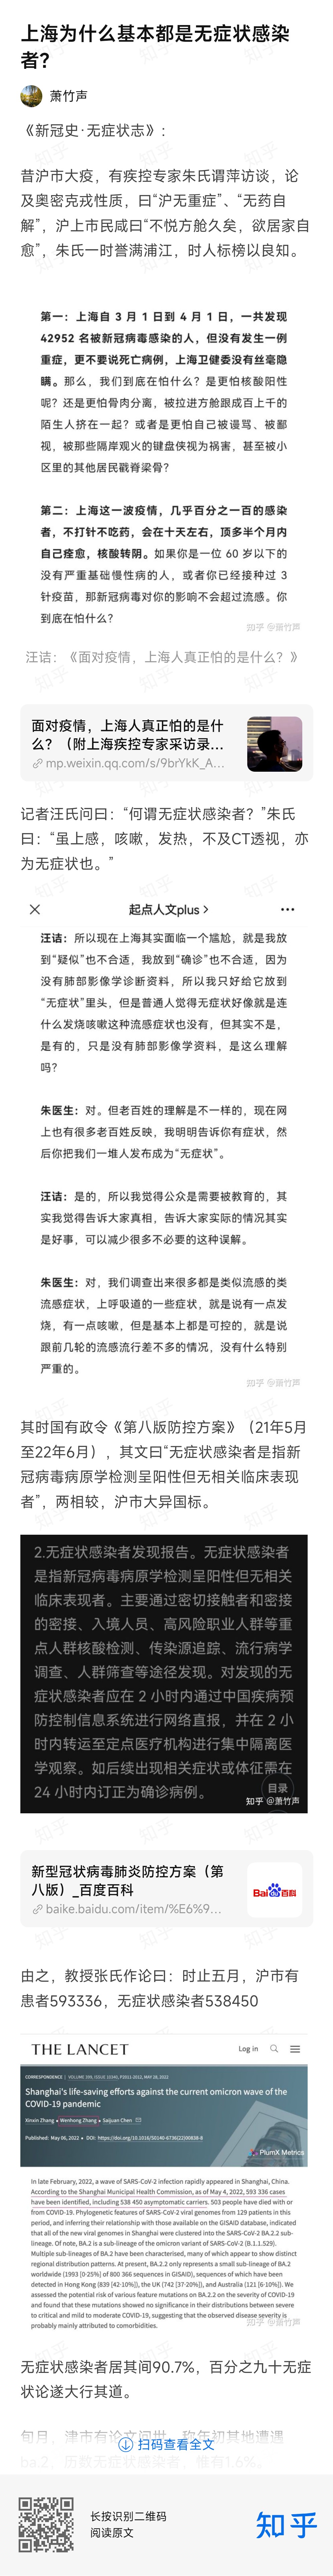 上海为什么基本都是无症状感染
者?
萧竹声
《新冠史·无症状志》:
昔沪市大疫，有疾控专家朱氏谓萍访谈，论
及奥密克戎性质，曰“沪无重症”、“无药自
解”，沪上市民咸曰“不悦方舱久矣，欲居家自
愈”，朱氏一时誉满浦江，时人标榜以良知。
第一：上海自 3 月 1 日到 4 月 1 日，一共发现
42952 名被新冠病毒感染的人，但没有发生一例
重症，更不要说死亡病例，上海卫健委没有丝毫隐
瞒。那么，我们到底在怕什么？是更怕核酸阳性
呢？还是更怕骨肉分离，被拉进方舱跟成百上千的
陌生人挤在一起？或者是更怕自己被谩骂、被鄙
视，被那些隔岸观火的键盘侠视为祸害，甚至被小
区里的其他居民戳脊梁骨？
第二：上海这一波疫情，几乎百分之一百的感染
者，不打针不吃药，会在十天左右，顶多半个月内
自己痊愈，核酸转阴。如果你是一位 60 岁以下的
没有严重基础慢性病的人，或者你已经接种过 3
针疫苗，那新冠病毒对你的影响不会超过流感。你
到底在怕什么？
知乎 @萧竹声
汪诘：《面对疫情，上海人真正怕的是什么？》
面对疫情，上海人真正怕的是什
么？（附上海疾控专家采访录...
mp.weixin.qq.com/s/9brYkK_A...
记者汪氏问曰：“何谓无症状感染者？”朱氏
曰：“虽上感，咳嗽，发热，不及CT透视，亦
为无症状也。”
起点人文plus >
汪诘：所以现在上海其实面临一个尴尬，就是我放
到“疑似”也不合适，我放到“确诊”也不合适，因为
没有肺部影像学诊断资料，所以我只好给它放到
“无症状”里头，但是普通人觉得无症状好像就是连
什么发烧咳嗽这种流感症状也没有，但其实不是，
是有的，只是没有肺部影像学资料，是这么理解
吗？
朱医生：对。但老百姓的理解是不一样的，现在网
上也有很多老百姓反映，我明明告诉你有症状，然
后你把我们一堆人发布成为“无症状”。
汪诘：是的，所以我觉得公众是需要被教育的，其
实我觉得告诉大家真相，告诉大家实际的情况其实
是好事，可以减少很多不必要的这种误解。
朱医生：对，我们调查出来很多都是类似流感的类
流感症状，上呼吸道的一些症状，就是说有一点发
烧，有一点咳嗽，但是基本上都是可控的，就是说
跟前几轮的流感流行差不多的情况，没有什么特别
严重的。
知乎 @萧竹声
其时国有政令《第八版防控方案》（21年5月
至22年6月），其文曰“无症状感染者是指新
冠病毒病原学检测呈阳性但无相关临床表现
者”，两相较，沪市大异国标。
2.无症状感染者发现报告。无症状感染者
是指新冠病毒病原学检测呈阳性但无相关
临床表现者。主要通过密切接触者和密接
的密接、入境人员、高风险职业人群等重
点人群核酸检测、传染源追踪、流行病学
调查、人群筛查等途径发现。对发现的无
症状感染者应在 2 小时内通过中国疾病预
防控制信息系统进行网络直报，并在 2 小
时内转运至定点医疗机构进行集中隔离医
学观察。如后续出现相关症状或体征需在
24 小时内订正为确诊病例。
目录
知乎 @萧竹声
新型冠状病毒肺炎防控方案（第
八版）_百度百科
baike.baidu.com/item/%E6%9...
Bai百科
由之，教授张氏作论曰：时止五月，沪市有
患者593336，无症状感染者538450
THE LANCET
Log in
CORRESPONDENCE | VOLUME 399, ISSUE 10340, P2011-2012, MAY 28, 2022
Shanghai's life-saving efforts against the current omicron wave of the
COVID-19 pandemic
Xinxin Zhang • Wenhong Zhang • Saijuan Chen
Published: May 06, 2022 • DOI: https://doi.org/10.1016/S0140-6736(22)00838-8
PlumX Metrics
In late February, 2022, a wave of SARS-CoV-2 infection rapidly appeared in Shanghai, China.
According to the Shanghai Municipal Health Commission, as of May 4, 2022, 593 336 cases
have been identified, including 538 450 asymptomatic carriers. 503 people have died with or
from COVID-19. Phylogenetic features of SARS-CoV-2 viral genomes from 129 patients in this
period, and inferring their relationship with those available on the GISAID database, indicated
that all of the new viral genomes in Shanghai were clustered into the SARS-CoV-2 BA.2.2 sub-
lineage. Of note, BA.2 is a sub-lineage of the omicron variant of SARS-CoV-2 (B.1.1.529).
Multiple sub-lineages of BA.2 have been characterised, many of which appear to show distinct
regional distribution patterns. At present, BA.2.2 only represents a small sub-lineage of BA.2
worldwide (1993 [0·25%] of 800 366 sequences in GISAID), sequences of which have been
detected in Hong Kong (839 [42·10%]), the UK (742 [37·20%]), and Australia (121 [6·10%]). We
assessed the potential risk of various features of SARS-CoV-2 BA.2.2 on the severity of COVID-19
and found that these mutations showed no significance in their distributions between severe
to critical and mild to moderate COVID-19, suggesting that the observed disease severity is
probably mainly attributed to comorbidities.
知乎 @萧竹声
无症状感染者居其间90.7%，百分之九十无症
状论遂大行其道。
旬月，津市有论文问世，称年初其地遭遇
ba.2，历数无症状感染者，惟有1.6%。
扫码查看全文
长按识别二维码
阅读原文
知乎